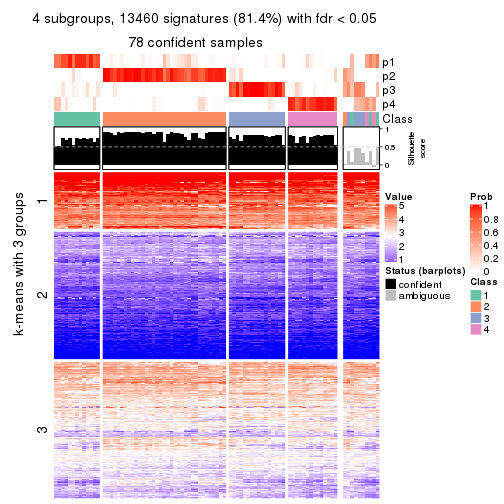 4 subgroups, 13460 signatures (81.4%) with fdr < 0.05
78 confident samples
p1
p2
p3
p4
Class
1
0.5
0
Silhouette
score
k-means with 3 groups
1
2
3
Value
5
4
3
2
1
Status (barplots)
confident
ambiguous
Prob
1
0.8
0.6
0.4
0.2
0
Class
1
2
3
4